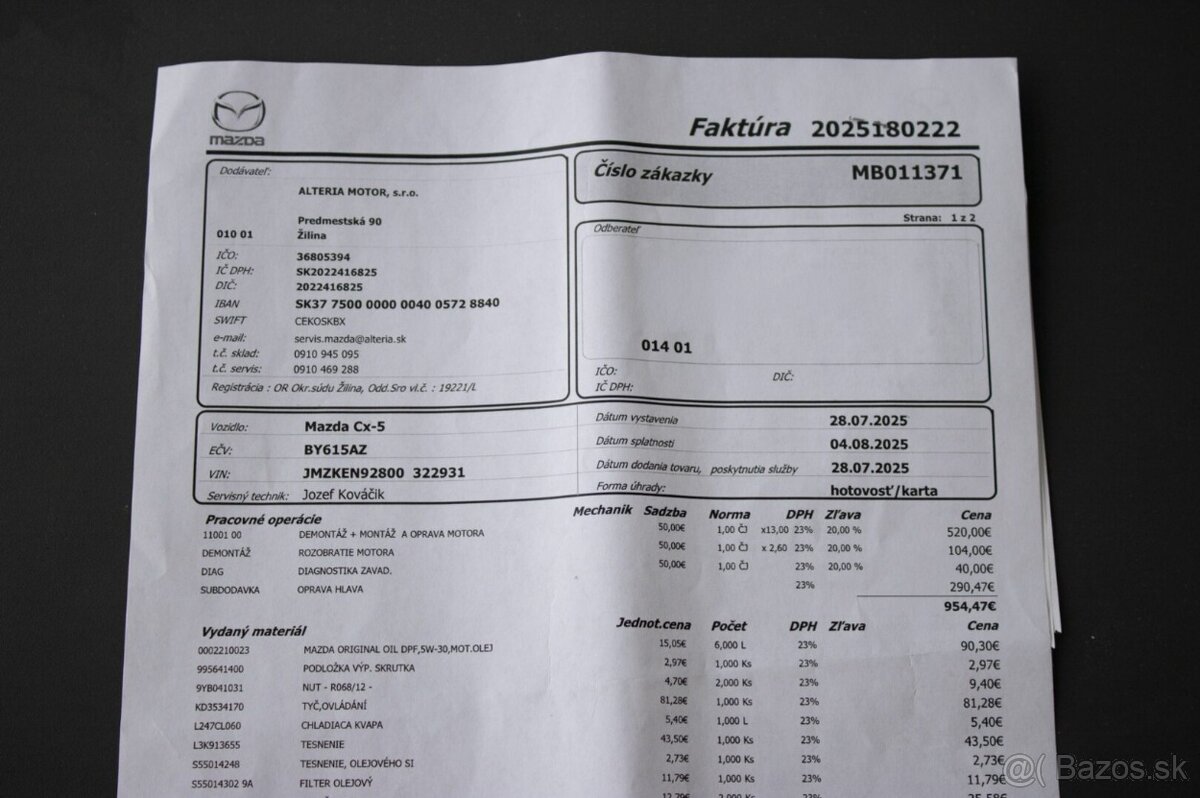 mazda
Faktúra 2025180222
Dodávateľ:
ALTERIA MOTOR, s.r.o.
Predmestská 90
010 01 Žilina
IČO: 36805394
IČ DPH: SK2022416825
DIČ: 2022416825
IBAN SK37 7500 0000 0040 0572 8840
SWIFT CEKOSKBX
e-mail: servis.mazda@alteria.sk
t.č. sklad: 0910 945 095
t.č. servis: 0910 469 288
Registrácia : OR Okr.súdu Žilina, Odd.Sro vl.č. : 19221/L
Číslo zákazky MB011371
Strana: 1 z 2
Odberateľ
014 01
IČO: DIČ:
IČ DPH:
Vozidlo: Mazda Cx-5
EČV: BY615AZ
VIN: JMZKEN92800 322931
Servisný technik: Jozef Kováčik
Dátum vystavenia 28.07.2025
Dátum splatnosti 04.08.2025
Dátum dodania tovaru, poskytnutia služby 28.07.2025
Forma úhrady: hotovosť/karta
Pracovné operácie Mechanik Sadzba Norma DPH Zľava Cena
11001 00 DEMONTÁŽ + MONTÁŽ A OPRAVA MOTORA 50,00€ 1,00 ČJ x13,00 23% 20,00 % 520,00€
DEMONTÁŽ ROZOBRATIE MOTORA 50,00€ 1,00 ČJ x 2,60 23% 20,00 % 104,00€
DIAG DIAGNOSTIKA ZAVAD. 50,00€ 1,00 ČJ 23% 20,00 % 40,00€
SUBDODAVKA OPRAVA HLAVA 23% 290,47€
954,47€
Vydaný materiál Jednot.cena Počet DPH Zľava Cena
0002210023 MAZDA ORIGINAL OIL DPF,5W-30,MOT.OLEJ 15,05€ 6,000 L 23% 90,30€
995641400 PODLOŽKA VÝP. SKRUTKA 2,97€ 1,000 Ks 23% 2,97€
9YB041031 NUT - R068/12 - 4,70€ 2,000 Ks 23% 9,40€
KD3534170 TYČ,OVLÁDÁNÍ 81,28€ 1,000 Ks 23% 81,28€
L247CL060 CHLADIACA KVAPA 5,40€ 1,000 L 23% 5,40€
L3K913655 TESNENIE 43,50€ 1,000 Ks 23% 43,50€
S55014248 TESNENIE, OLEJOVÉHO SI 2,73€ 1,000 Ks 23% 2,73€
S55014302 9A FILTER OLEJOVÝ 11,79€ 1,000 Ks 23% 11,79€
@( Bazos.sk